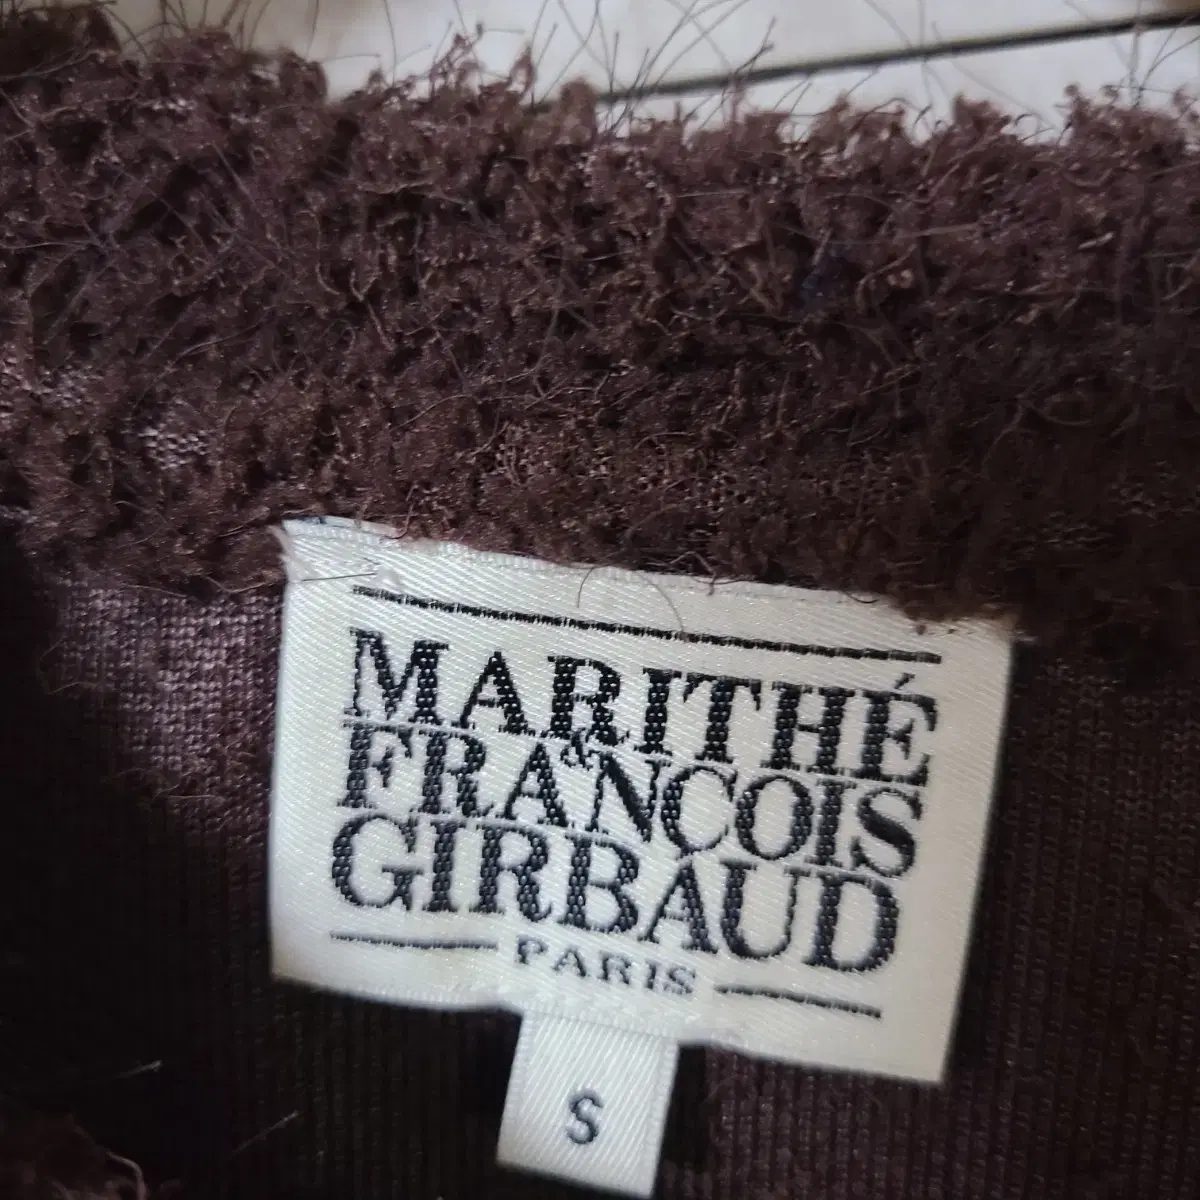 MARITHÉ
&
FRANÇOIS
GIRBAUD
PARIS
S